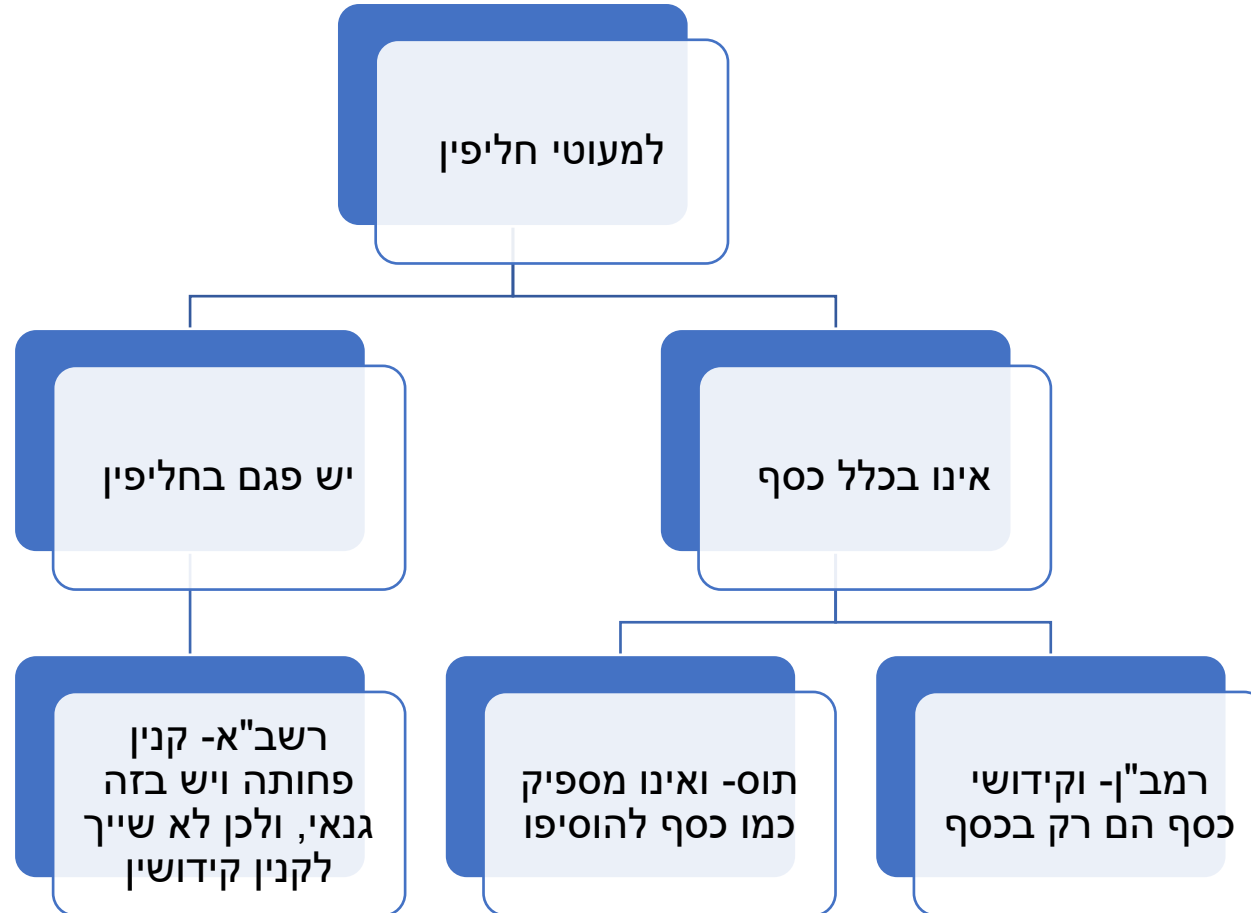 למעוטי חליפין
אינו בכלל כסף
יש פגם בחליפין
רמב"ן- וקידושי
כסף הם רק בכסף
תוס- ואינו מספיק
כמו כסף להוסיפו
רשב"א- קנין
פחותה ויש בזה
גנאי, ולכן לא שייך
לקנין קידושין